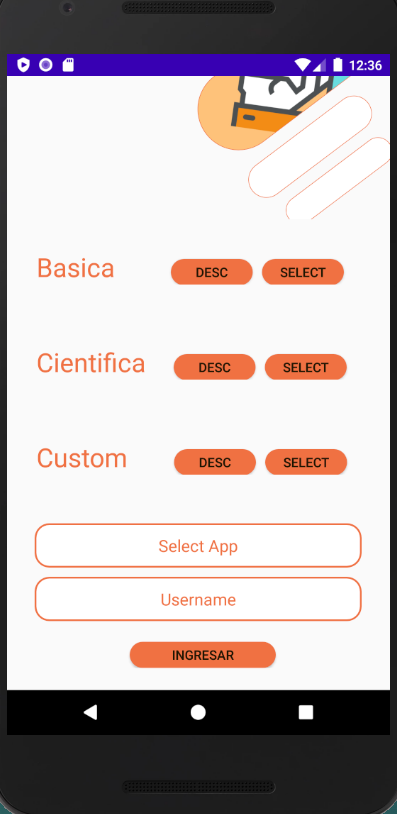 12:36
Basica DESC SELECT
Cientifica DESC SELECT
Custom DESC SELECT
Select App
Username
INGRESAR